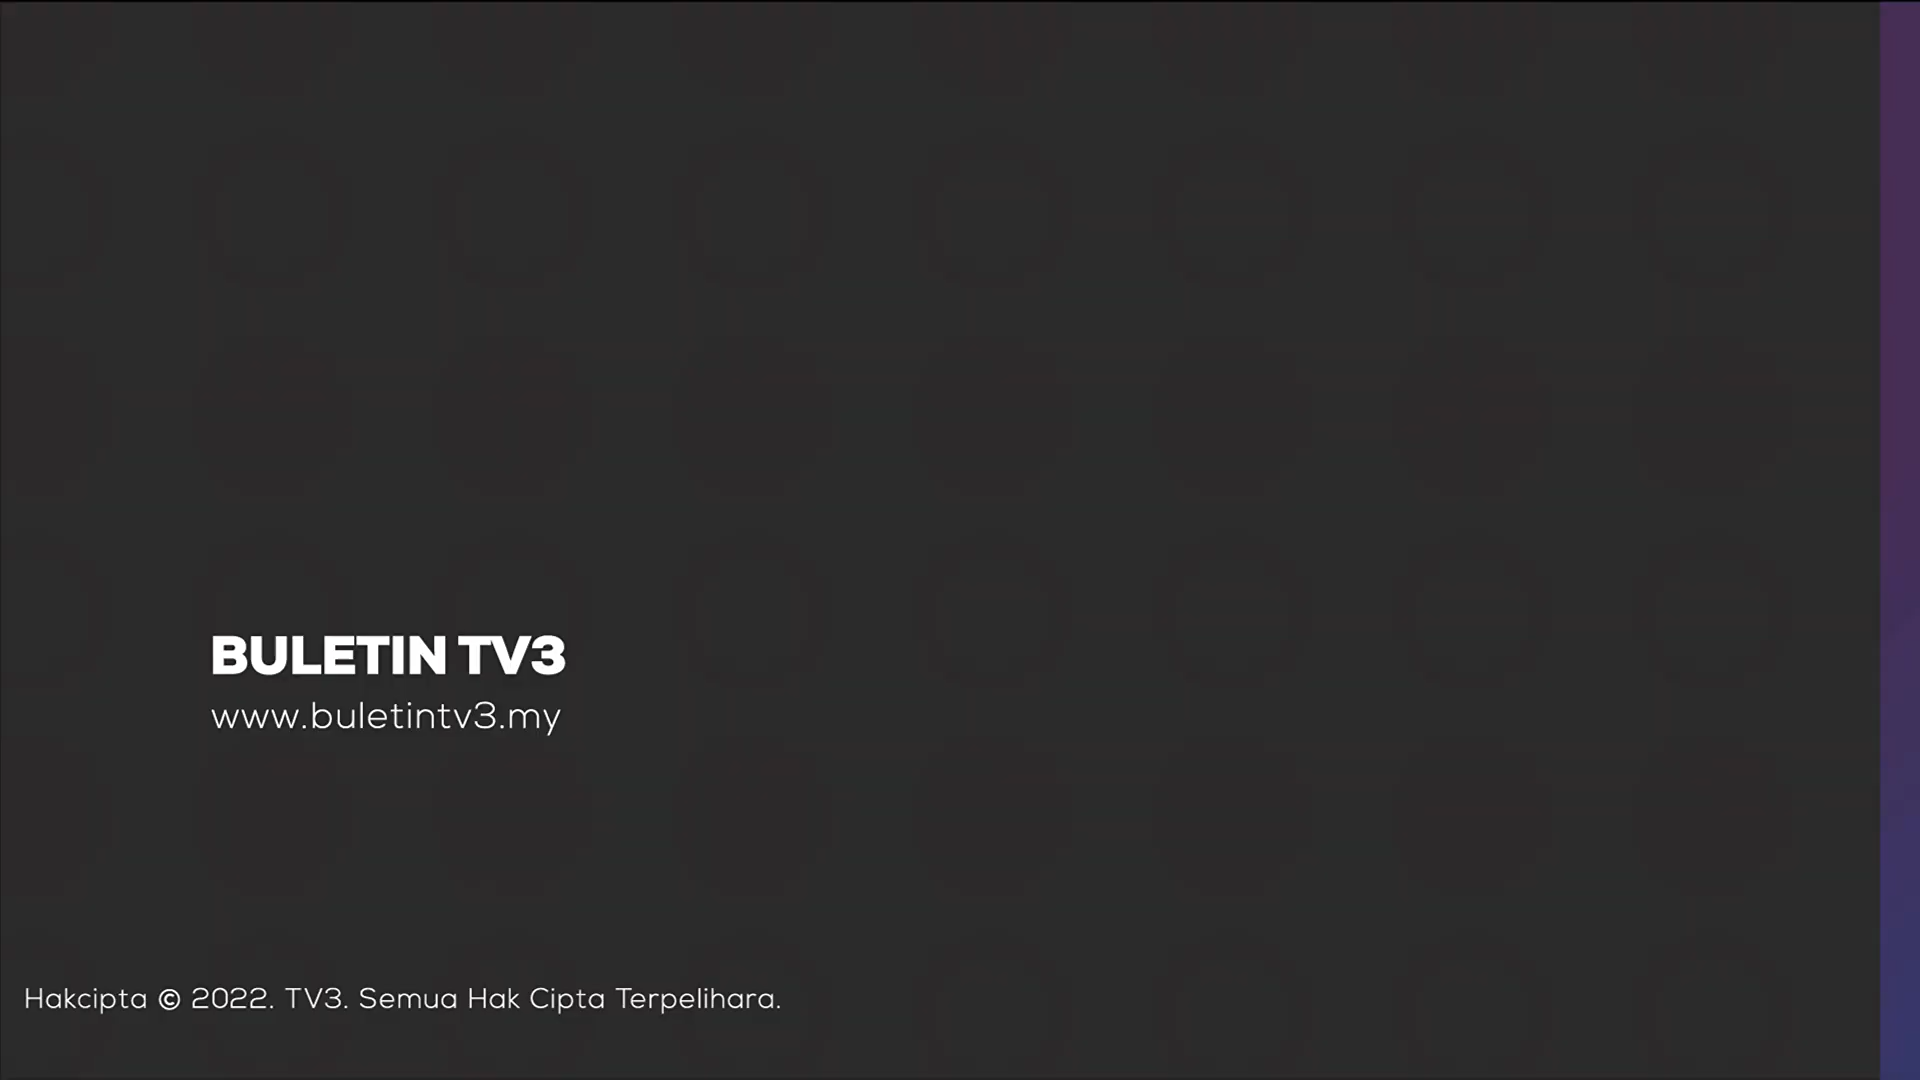 BULETIN TV3
www.buletintv3.my
Hakcipta © 2022. TV3. Semua Hak Cipta Terpelihara.